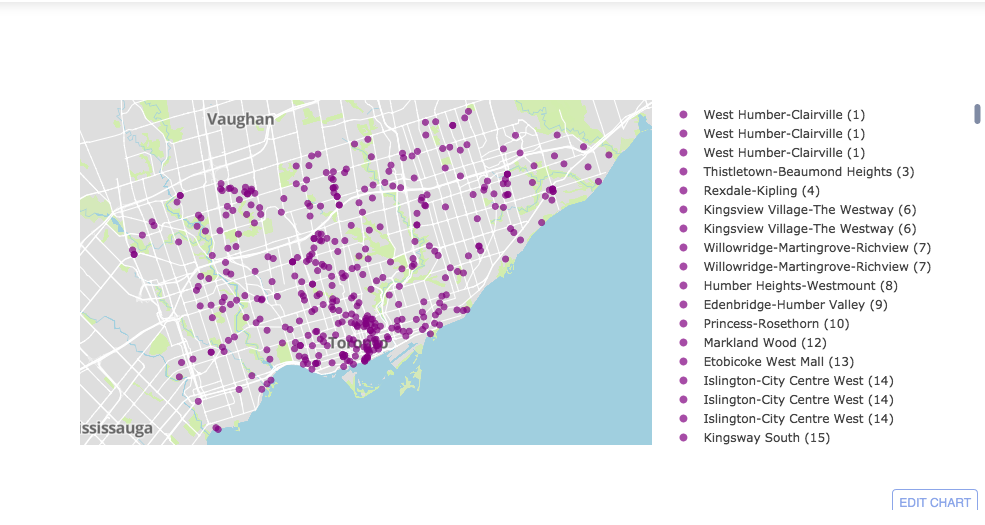 Vaughan
Toronto
ississauga
West Humber-Clairville (1)
West Humber-Clairville (1)
West Humber-Clairville (1)
Thistletown-Beaumond Heights (3)
Rexdale-Kipling (4)
Kingsview Village-The Westway (6)
Kingsview Village-The Westway (6)
Willowridge-Martingrove-Richview (7)
Willowridge-Martingrove-Richview (7)
Humber Heights-Westmount (8)
Edenbridge-Humber Valley (9)
Princess-Rosethorn (10)
Markland Wood (12)
Etobicoke West Mall (13)
Islington-City Centre West (14)
Islington-City Centre West (14)
Islington-City Centre West (14)
Kingsway South (15)
EDIT CHART